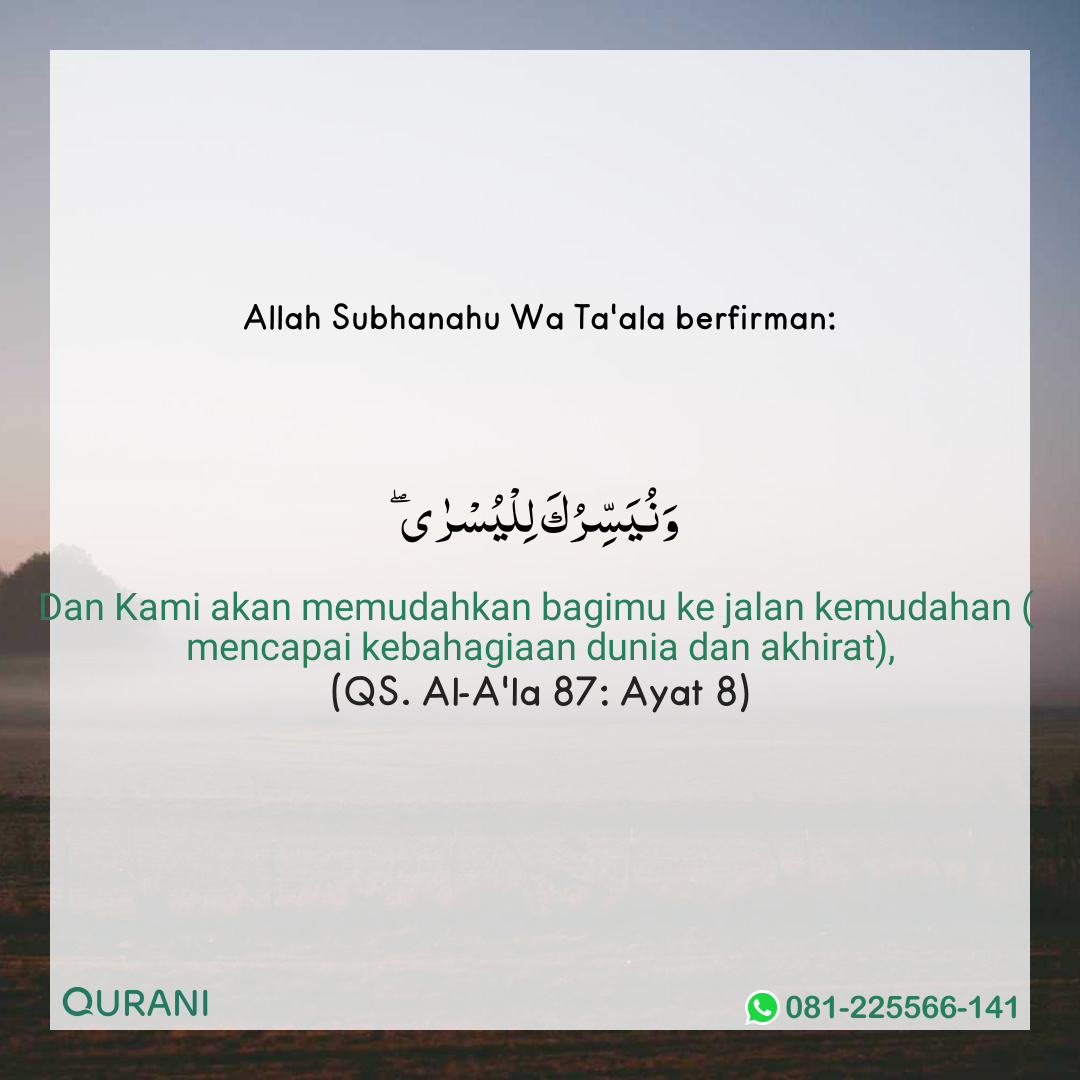 Allah Subhanahu Wa Ta'ala berfirman:
وَنُيَسِّرُكَ لِلْيُسْرٰى ۖ
Dan Kami akan memudahkan bagimu ke jalan kemudahan (
mencapai kebahagiaan dunia dan akhirat),
(QS. Al-A'la 87: Ayat 8)
QURANI
081-225566-141